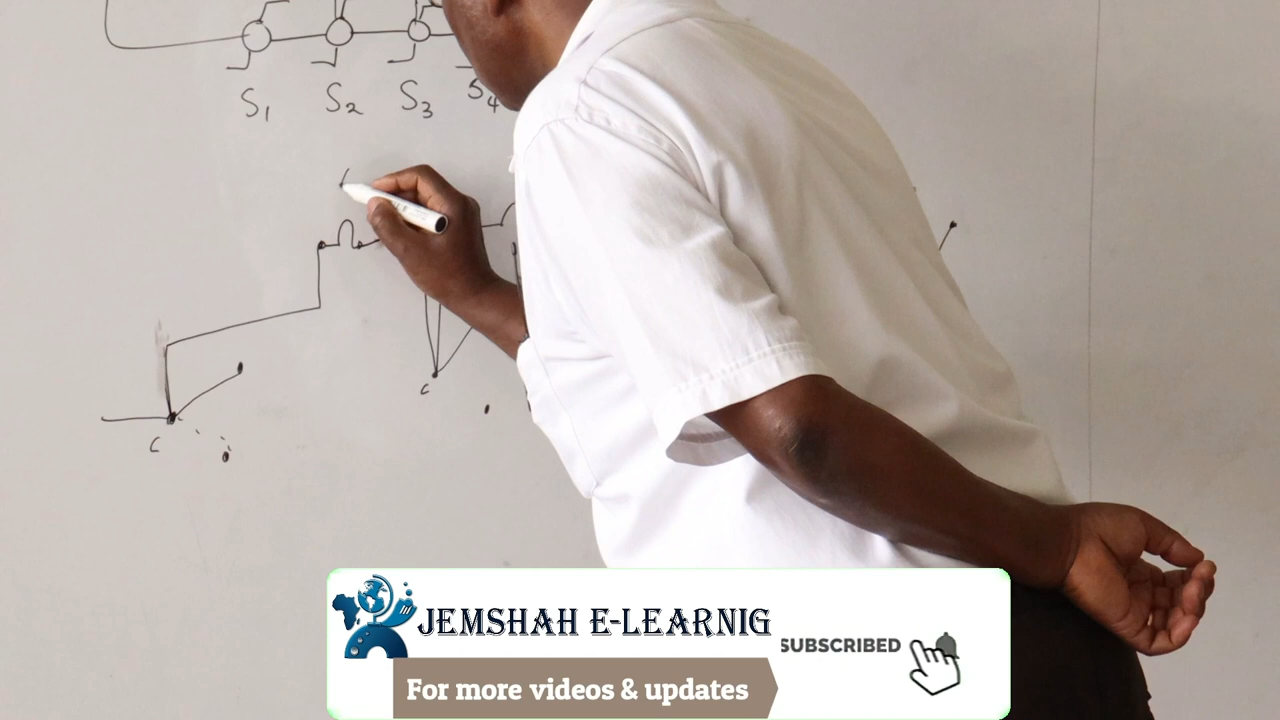 S1 S2 S3 S4
C
C
JEMSHAH E-LEARNIG
SUBSCRIBED
For more videos & updates